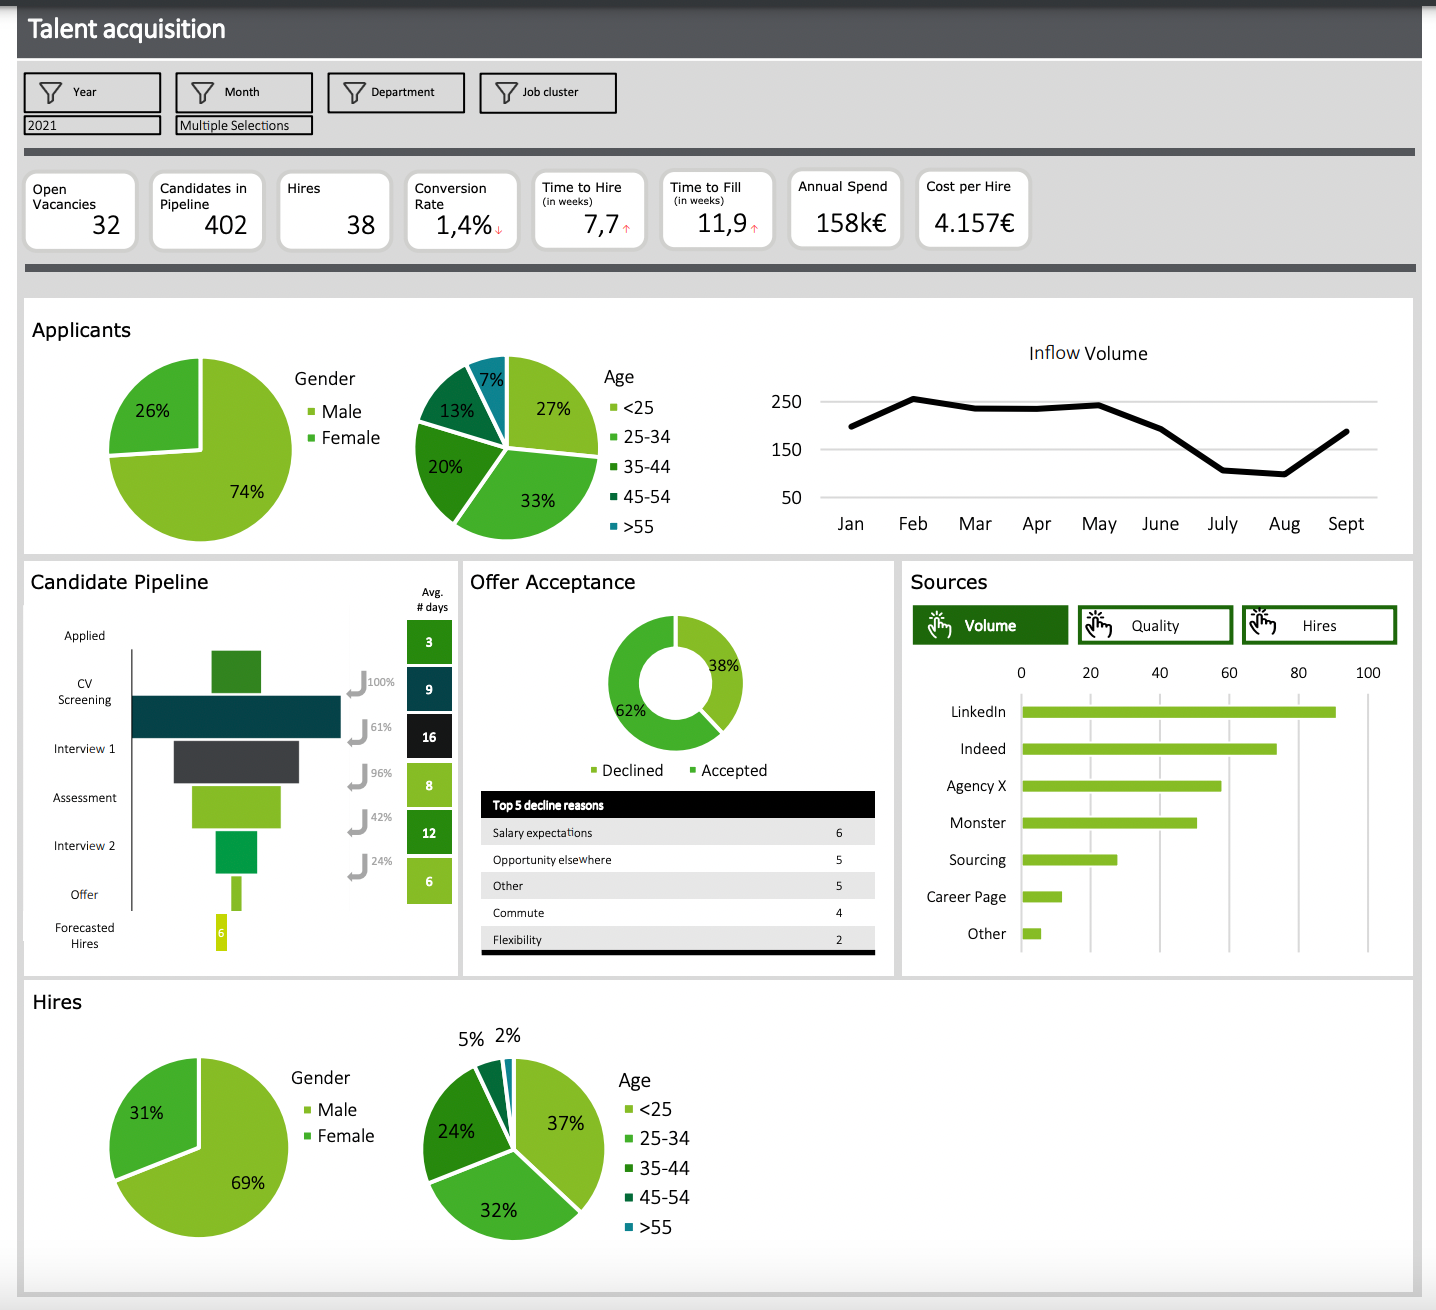 Talent acquisition
Year
Month
Department
Job cluster
2021
Multiple Selections
Open
Vacancies
32
Candidates in
Pipeline
402
Hires
38
Conversion
Rate
1,4%↓
Time to Hire
(in weeks)
7,7↑
Time to Fill
(in weeks)
11,9↑
Annual Spend
158k€
Cost per Hire
4.157€
Applicants
26%
74%
Gender
Male
Female
7%
27%
13%
20%
33%
Age
<25
25-34
35-44
45-54
>55
Inflow Volume
250
150
50
Jan Feb Mar Apr May June July Aug Sept
Candidate Pipeline
Avg.
# days
Applied
CV
Screening
Interview 1
Assessment
Interview 2
Offer
Forecasted
Hires
6
100%
61%
96%
42%
24%
3
9
16
8
12
6
Offer Acceptance
38%
62%
Declined Accepted
Top 5 decline reasons
Salary expectations 6
Opportunity elsewhere 5
Other 5
Commute 4
Flexibility 2
Sources
Volume
Quality
Hires
0 20 40 60 80 100
LinkedIn
Indeed
Agency X
Monster
Sourcing
Career Page
Other
Hires
31%
69%
Gender
Male
Female
5% 2%
37%
24%
32%
Age
<25
25-34
35-44
45-54
>55